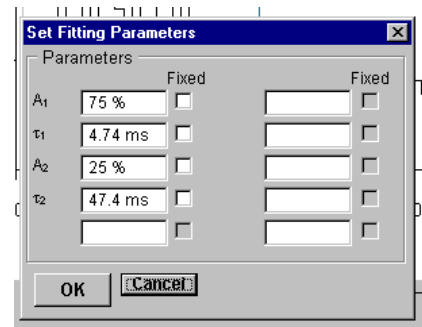 Set Fitting Parameters
Parameters
Fixed Fixed
A1 75 %
τ1 4.74 ms
A2 25 %
τ2 47.4 ms
OK Cancel